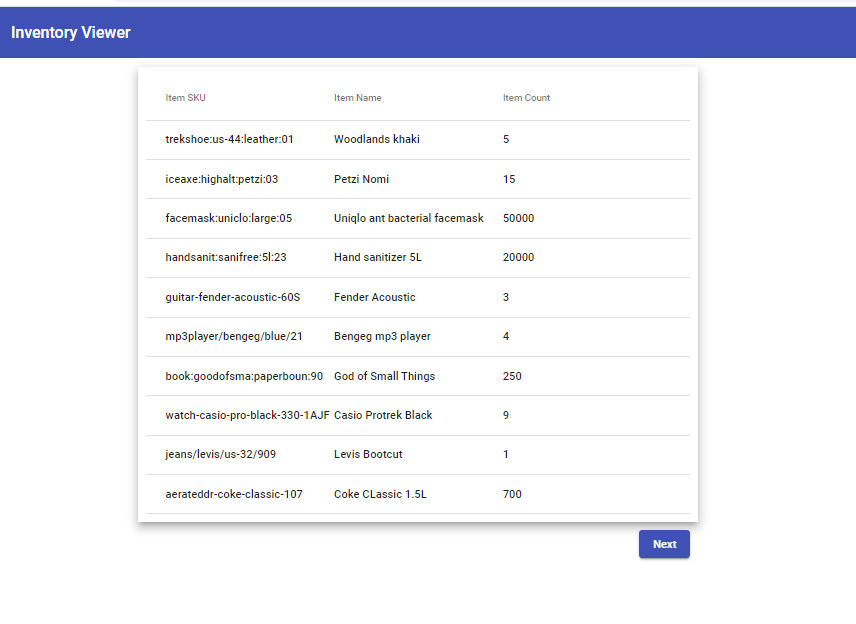 Inventory Viewer
Item SKU Item Name Item Count
trekshoe:us-44:leather:01 Woodlands khaki 5
iceaxe:highalt:petzi:03 Petzi Nomi 15
facemask:uniclo:large:05 Uniqlo ant bacterial facemask 50000
handsanit:sanifree:5l:23 Hand sanitizer 5L 20000
guitar-fender-acoustic-60S Fender Acoustic 3
mp3player/bengeg/blue/21 Bengeg mp3 player 4
book:goodofsma:paperboun:90 God of Small Things 250
watch-casio-pro-black-330-1AJF Casio Protrek Black 9
jeans/levis/us-32/909 Levis Bootcut 1
aerateddr-coke-classic-107 Coke CLassic 1.5L 700
Next